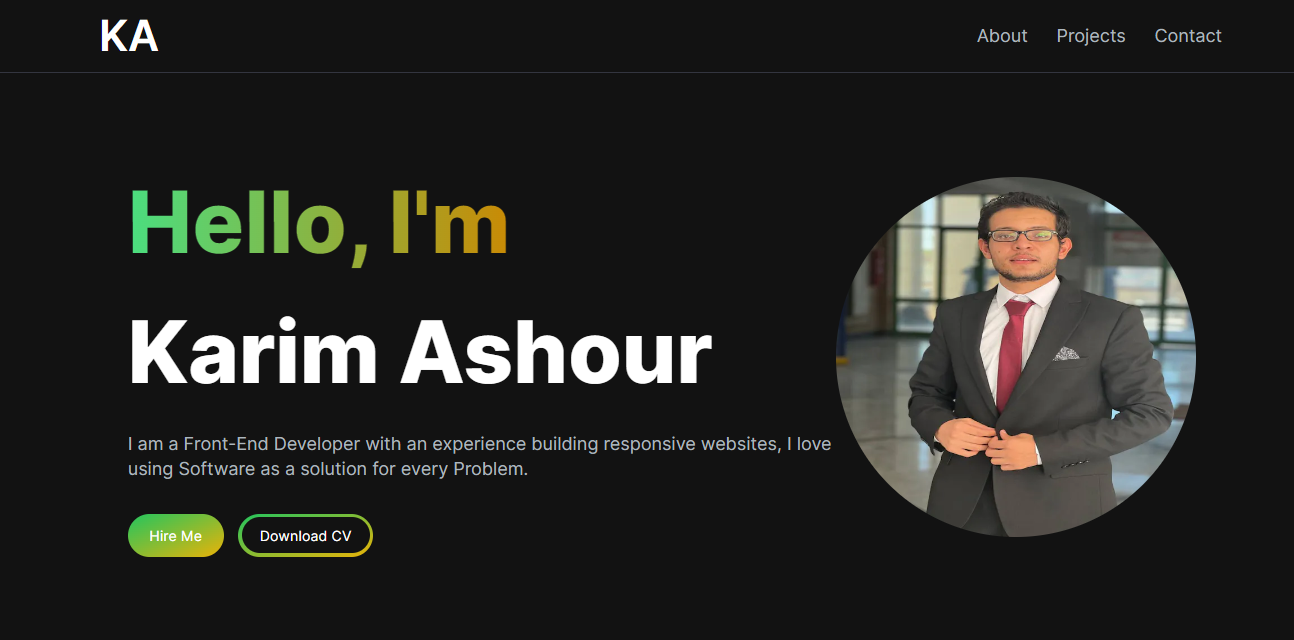 KA
About Projects Contact
Hello, I'm
Karim Ashour
I am a Front-End Developer with an experience building responsive websites, I love
using Software as a solution for every Problem.
Hire Me Download CV